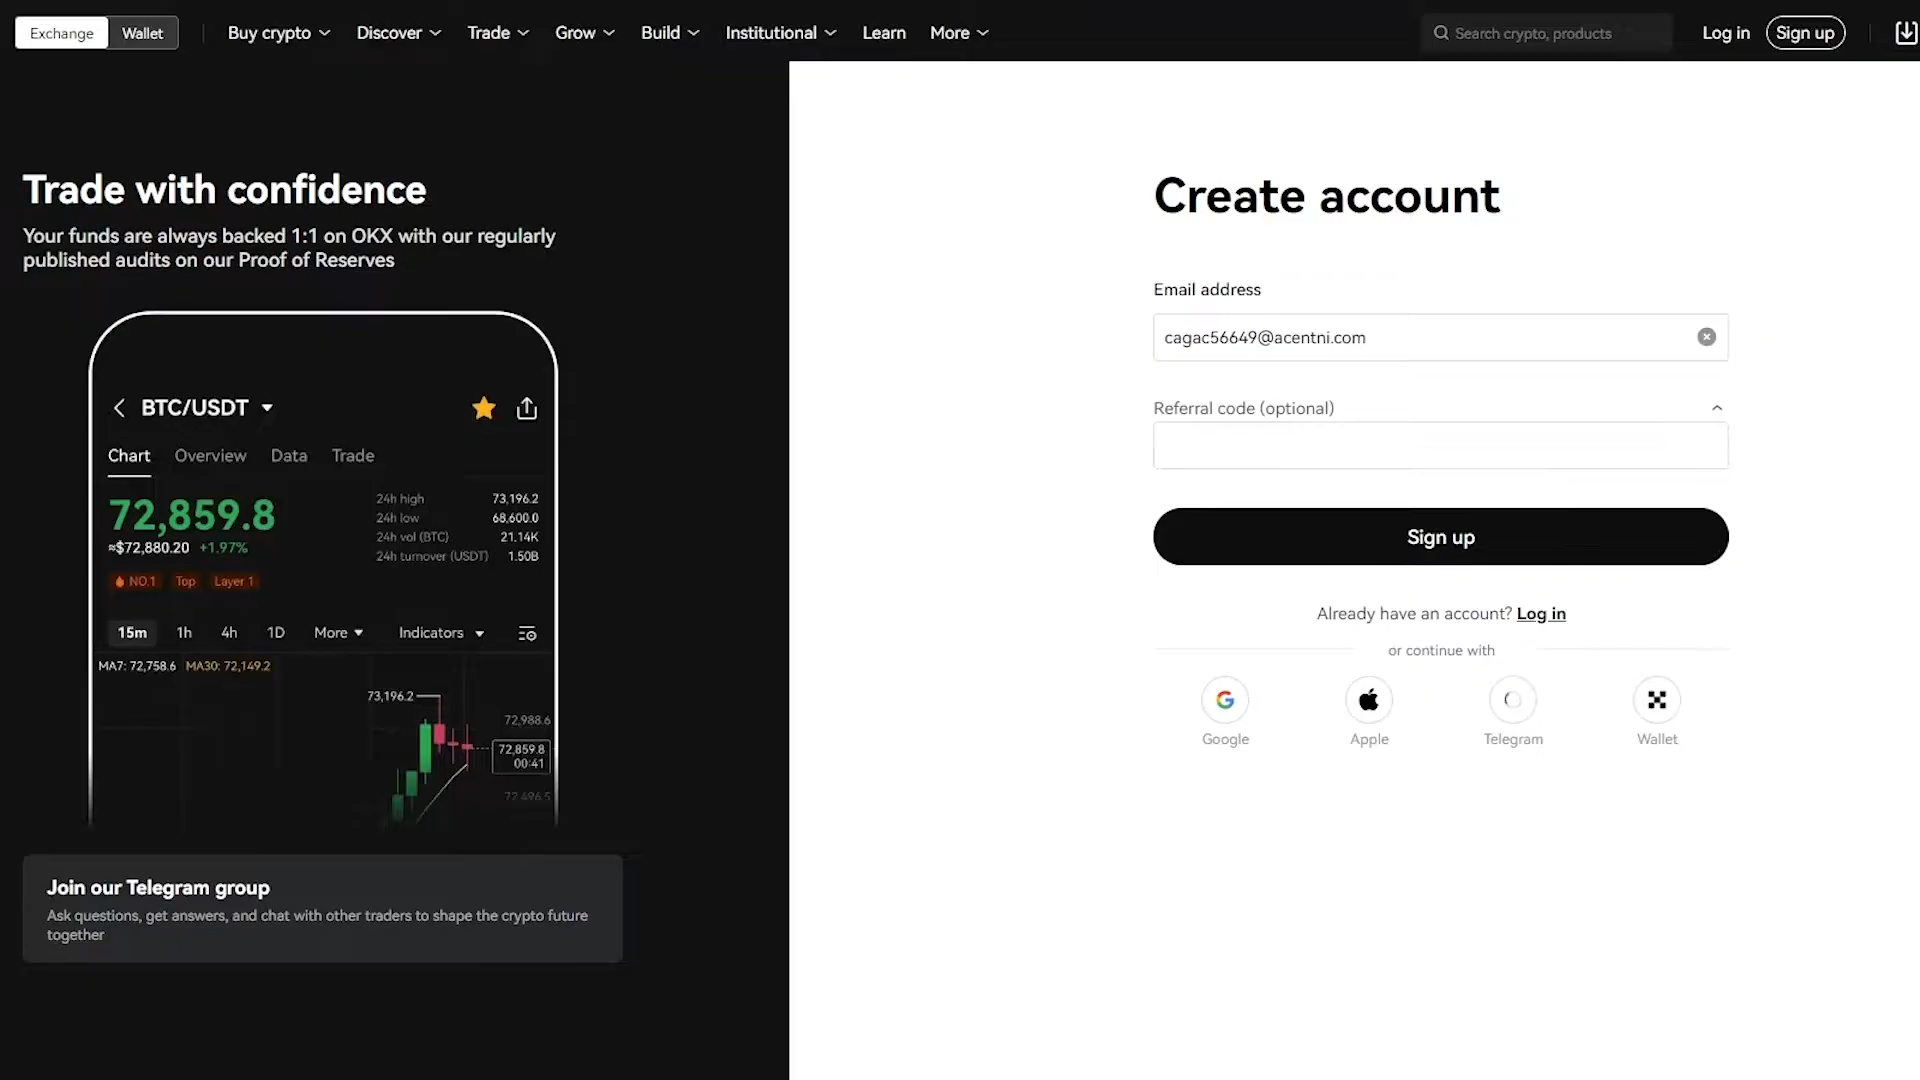 Exchange Wallet Buy crypto Discover Trade Grow Build Institutional Learn More Search crypto, products Log in Sign up
Trade with confidence
Your funds are always backed 1:1 on OKX with our regularly
published audits on our Proof of Reserves
BTC/USDT
Chart Overview Data Trade
72,859.8
≈$72,880.20 +1.97%
24h high 73,196.2
24h low 68,600.0
24h vol (BTC) 21.14K
24h turnover (USDT) 1.50B
NO.1 Top Layer 1
15m 1h 4h 1D More Indicators
MA7: 72,758.6 MA30: 72,149.2
73,196.2
72,988.6
72,859.8
00:41
72,496.5
Join our Telegram group
Ask questions, get answers, and chat with other traders to shape the crypto future
together
Create account
Email address
cagac56649@acentni.com
Referral code (optional)
Sign up
Already have an account? Log in
or continue with
Google Apple Telegram Wallet